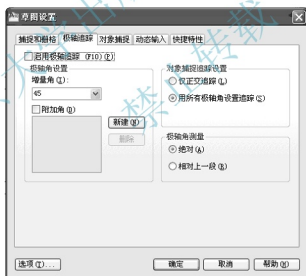 草图设置
捕捉和栅格 极轴追踪 对象捕捉 动态输入 快捷特性
启用极轴追踪 (F10)(P)
极轴角设置
增量角(I):
45
附加角(D)
新建(N)
删除
对象捕捉追踪设置
仅正交追踪(L)
用所有极轴角设置追踪(S)
极轴角测量
绝对(A)
相对上一段(R)
选项(T)... 确定 取消 帮助(H)
禁止转载